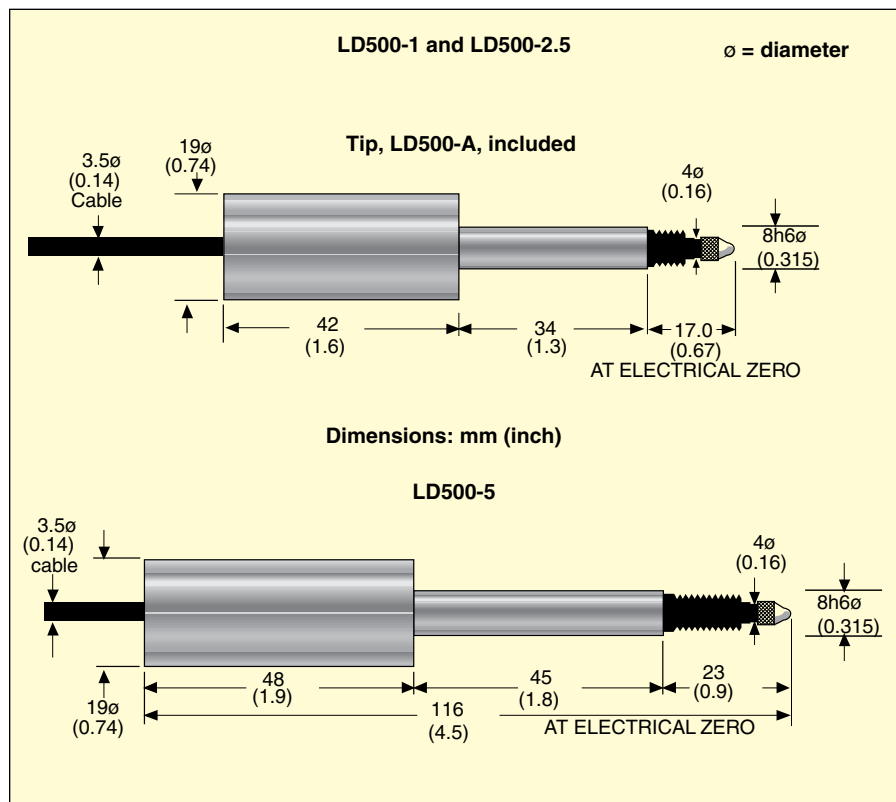 LD500-1 and LD500-2.5
ø = diameter
Tip, LD500-A, included
3.5ø
(0.14)
Cable
19ø
(0.74)
4ø
(0.16)
8h6ø
(0.315)
42
(1.6)
34
(1.3)
17.0
(0.67)
AT ELECTRICAL ZERO
Dimensions: mm (inch)
LD500-5
3.5ø
(0.14)
cable
4ø
(0.16)
8h6ø
(0.315)
19ø
(0.74)
48
(1.9)
45
(1.8)
23
(0.9)
116
(4.5)
AT ELECTRICAL ZERO